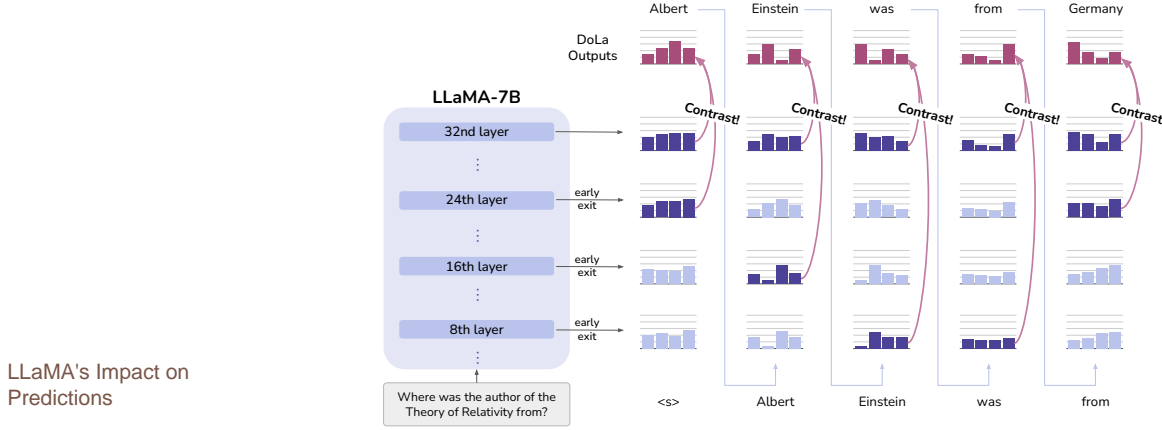 Albert Einstein was from Germany
DoLa
Outputs
LLaMA-7B
Contrast! Contrast! Contrast! Contrast! Contrast
32nd layer
⋮
early
exit
24th layer
⋮
early
exit
16th layer
⋮
early
exit
8th layer
⋮
LLaMA's Impact on
Predictions
Where was the author of the
Theory of Relativity from?
<s> Albert Einstein was from